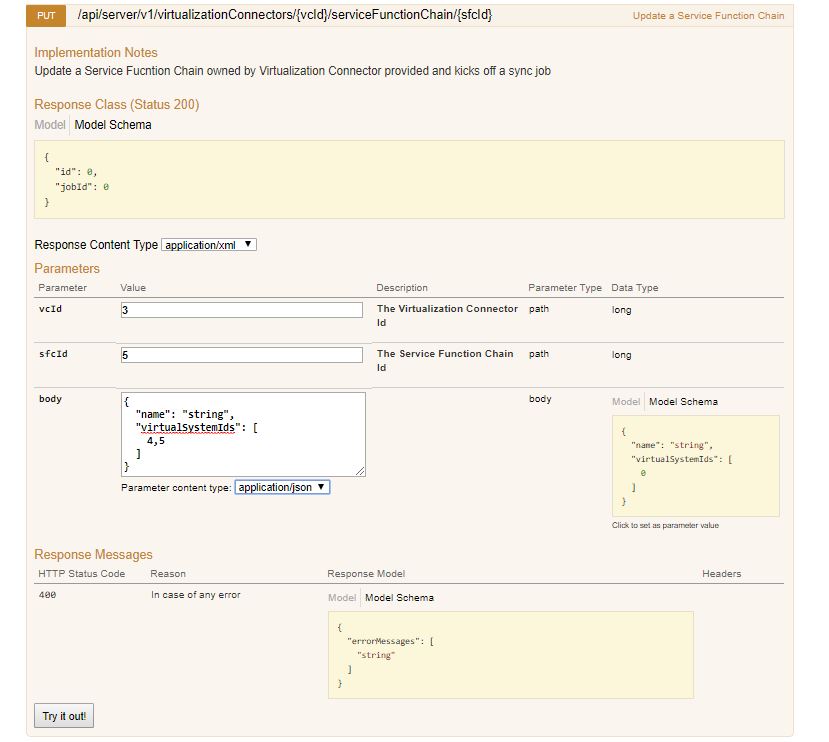 PUT /api/server/v1/virtualizationConnectors/{vcId}/serviceFunctionChain/{sfcId} Update a Service Function Chain
Implementation Notes
Update a Service Fucntion Chain owned by Virtualization Connector provided and kicks off a sync job
Response Class (Status 200)
Model Model Schema
{
"id": 0,
"jobId": 0
}
Response Content Type application/xml
Parameters
Parameter Value Description Parameter Type Data Type
vcId 3 The Virtualization Connector Id path long
sfcId 5 The Service Function Chain Id path long
body
{
"name": "string",
"virtualSystemIds": [
4,5
]
}
Parameter content type: application/json
body
Model Model Schema
{
"name": "string",
"virtualSystemIds": [
0
]
}
Click to set as parameter value
Response Messages
HTTP Status Code Reason Response Model Headers
400 In case of any error Model Model Schema
{
"errorMessages": [
"string"
]
}
Try it out!